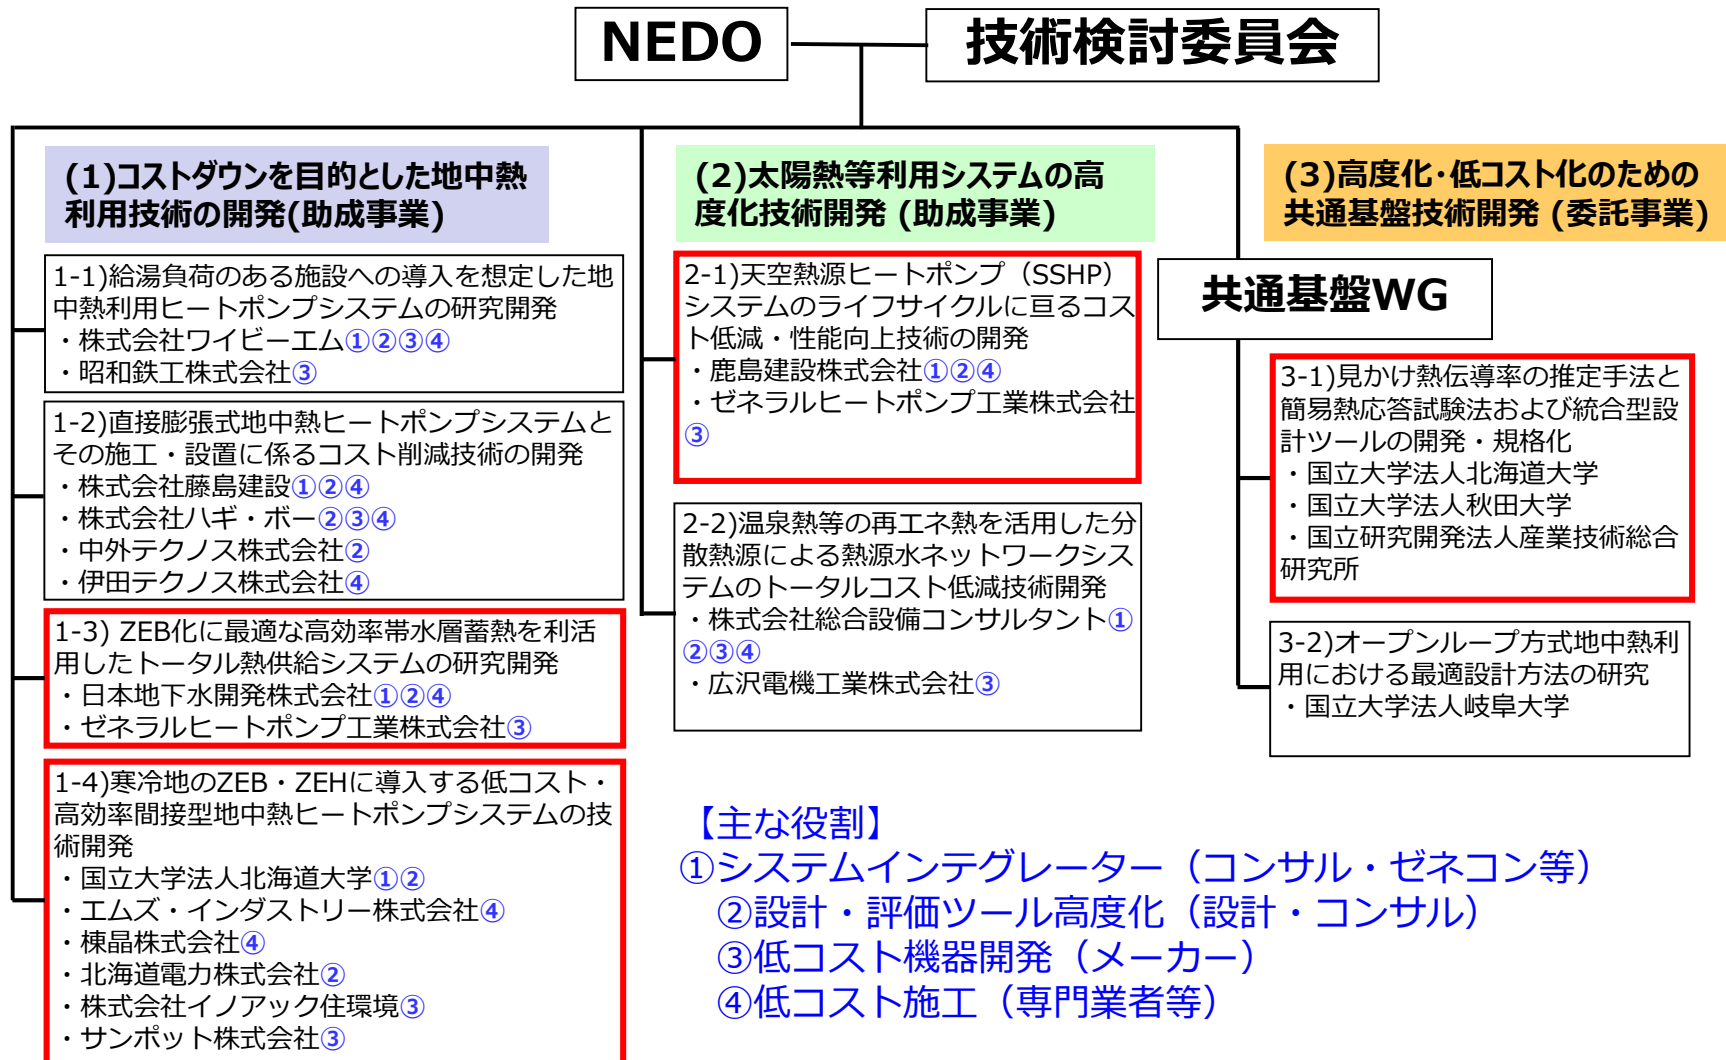 NEDO
技術検討委員会
(1)コストダウンを目的とした地中熱
利用技術の開発(助成事業)
1-1)給湯負荷のある施設への導入を想定した地
中熱利用ヒートポンプシステムの研究開発
・株式会社ワイビーエム①②③④
・昭和鉄工株式会社③
1-2)直接膨張式地中熱ヒートポンプシステムと
その施工・設置に係るコスト削減技術の開発
・株式会社藤島建設①②④
・株式会社ハギ・ボー②③④
・中外テクノス株式会社②
・伊田テクノス株式会社④
1-3) ZEB化に最適な高効率帯水層蓄熱を利活
用したトータル熱供給システムの研究開発
・日本地下水開発株式会社①②④
・ゼネラルヒートポンプ工業株式会社③
1-4)寒冷地のZEB・ZEHに導入する低コスト・
高効率間接型地中熱ヒートポンプシステムの技
術開発
・国立大学法人北海道大学①②
・エムズ・インダストリー株式会社④
・棟晶株式会社④
・北海道電力株式会社②
・株式会社イノアック住環境③
・サンポット株式会社③
(2)太陽熱等利用システムの高
度化技術開発 (助成事業)
2-1)天空熱源ヒートポンプ（SSHP）
システムのライフサイクルに亘るコス
ト低減・性能向上技術の開発
・鹿島建設株式会社①②④
・ゼネラルヒートポンプ工業株式会社
③
2-2)温泉熱等の再エネ熱を活用した分
散熱源による熱源水ネットワークシス
テムのトータルコスト低減技術開発
・株式会社総合設備コンサルタント①
②③④
・広沢電機工業株式会社③
(3)高度化・低コスト化のための
共通基盤技術開発 (委託事業)
共通基盤WG
3-1)見かけ熱伝導率の推定手法と
簡易熱応答試験法および統合型設
計ツールの開発・規格化
・国立大学法人北海道大学
・国立大学法人秋田大学
・国立研究開発法人産業技術総合
研究所
3-2)オープンループ方式地中熱利
用における最適設計方法の研究
・国立大学法人岐阜大学
【主な役割】
①システムインテグレーター（コンサル・ゼネコン等）
②設計・評価ツール高度化（設計・コンサル）
③低コスト機器開発（メーカー）
④低コスト施工（専門業者等）